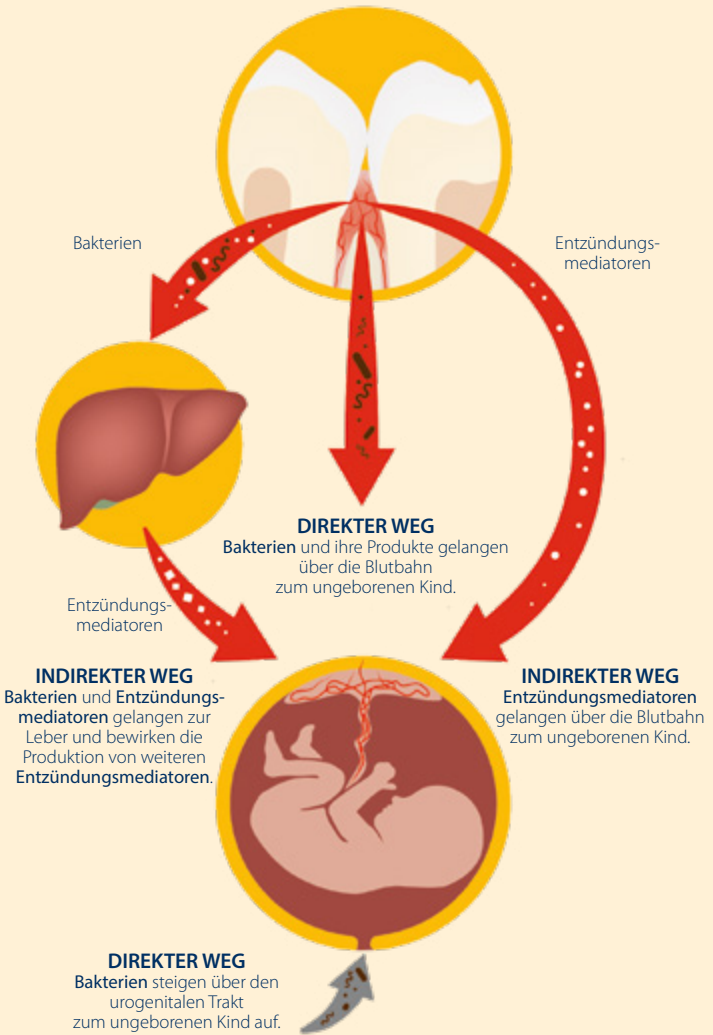 Bakterien
Entzündungs-
mediatoren
DIREKTER WEG
Bakterien und ihre Produkte gelangen
über die Blutbahn
zum ungeborenen Kind.
Entzündungs-
mediatoren
INDIREKTER WEG
Bakterien und Entzündungs-
mediatoren gelangen zur
Leber und bewirken die
Produktion von weiteren
Entzündungsmediatoren.
INDIREKTER WEG
Entzündungsmediatoren
gelangen über die Blutbahn
zum ungeborenen Kind.
DIREKTER WEG
Bakterien steigen über den
urogenitalen Trakt
zum ungeborenen Kind auf.